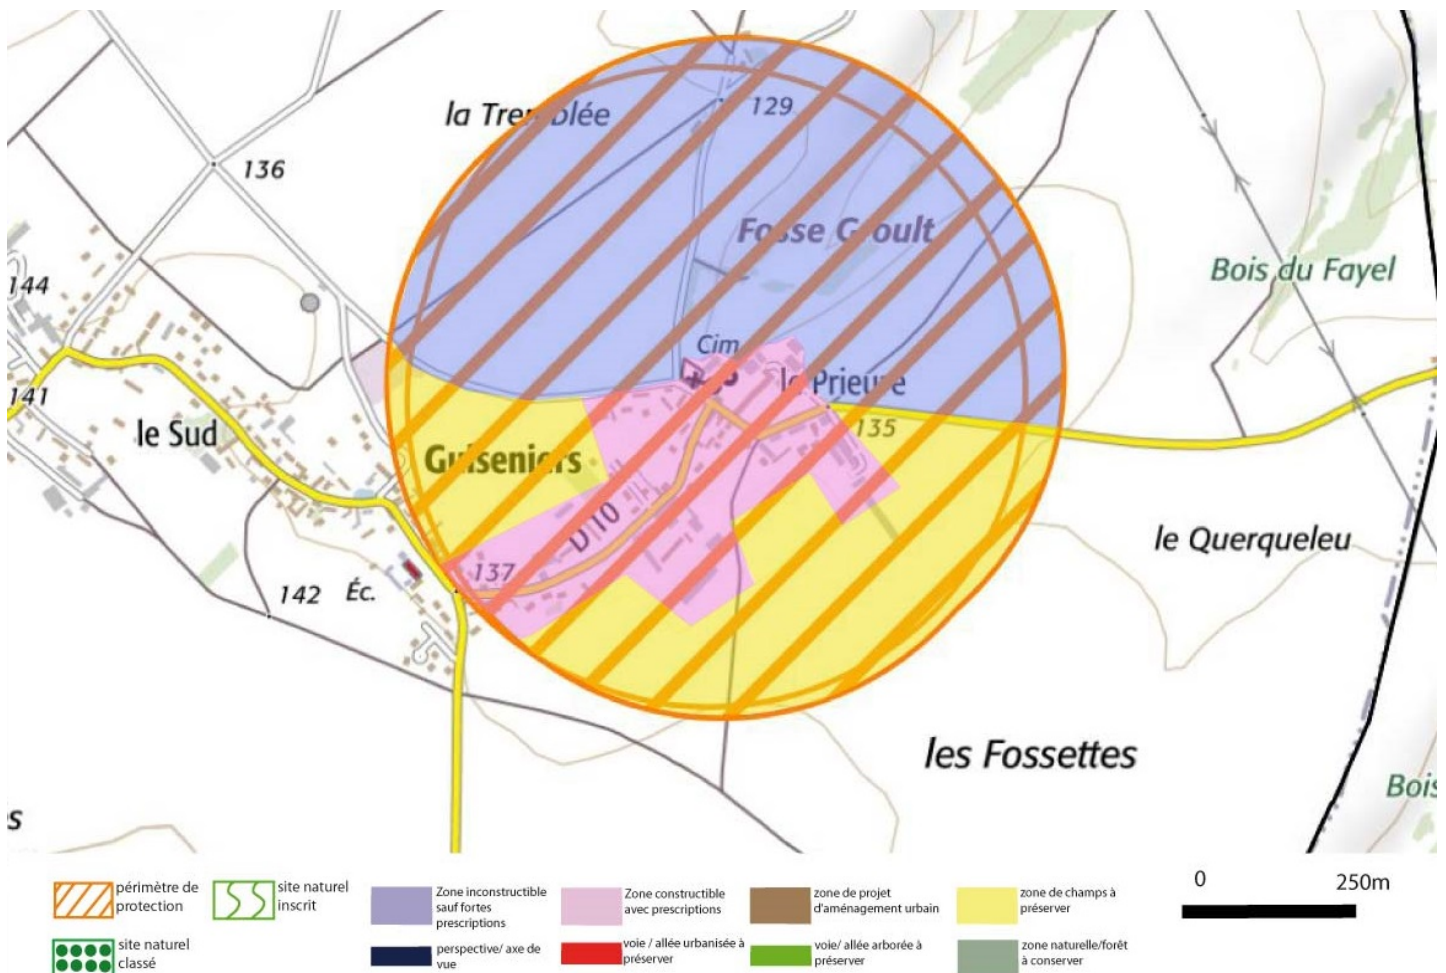 la Tremblée
129
136
Fosse Groult
Bois du Fayel
144
Cim
le Prieuré
141
le Sud
135
Guiseniers
D 10
le Querqueleu
137
142
Éc.
les Fossettes
Bois
s
périmètre de
protection
site naturel
inscrit
Zone inconstructible
sauf fortes
prescriptions
Zone constructible
avec prescriptions
zone de projet
d'aménagement urbain
zone de champs à
préserver
0
250m
site naturel
classé
perspective/ axe de
vue
voie / allée urbanisée à
préserver
voie/ allée arborée à
préserver
zone naturelle/forêt
à conserver